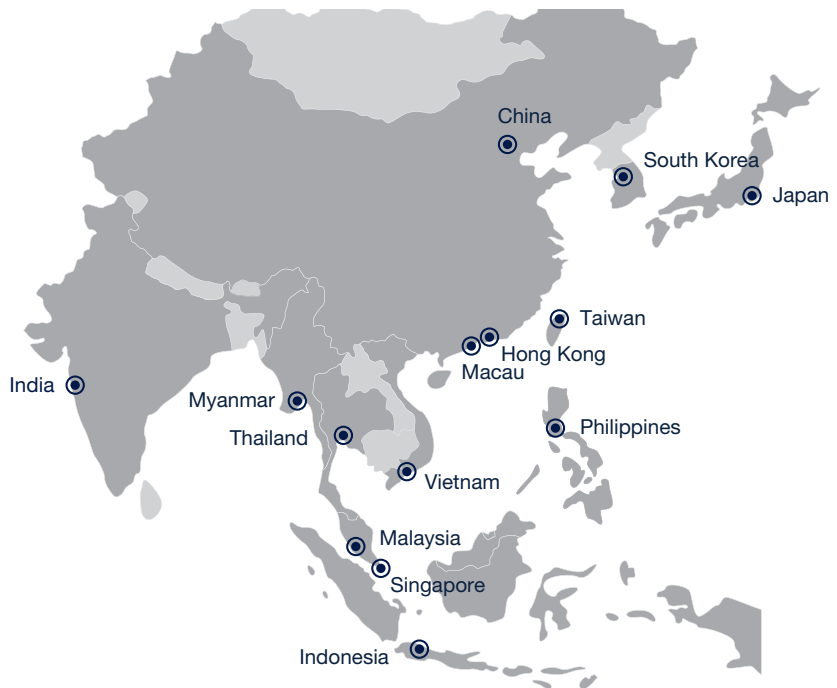 China
South Korea
Japan
Taiwan
Hong Kong
Macau
India
Myanmar
Philippines
Thailand
Vietnam
Malaysia
Singapore
Indonesia